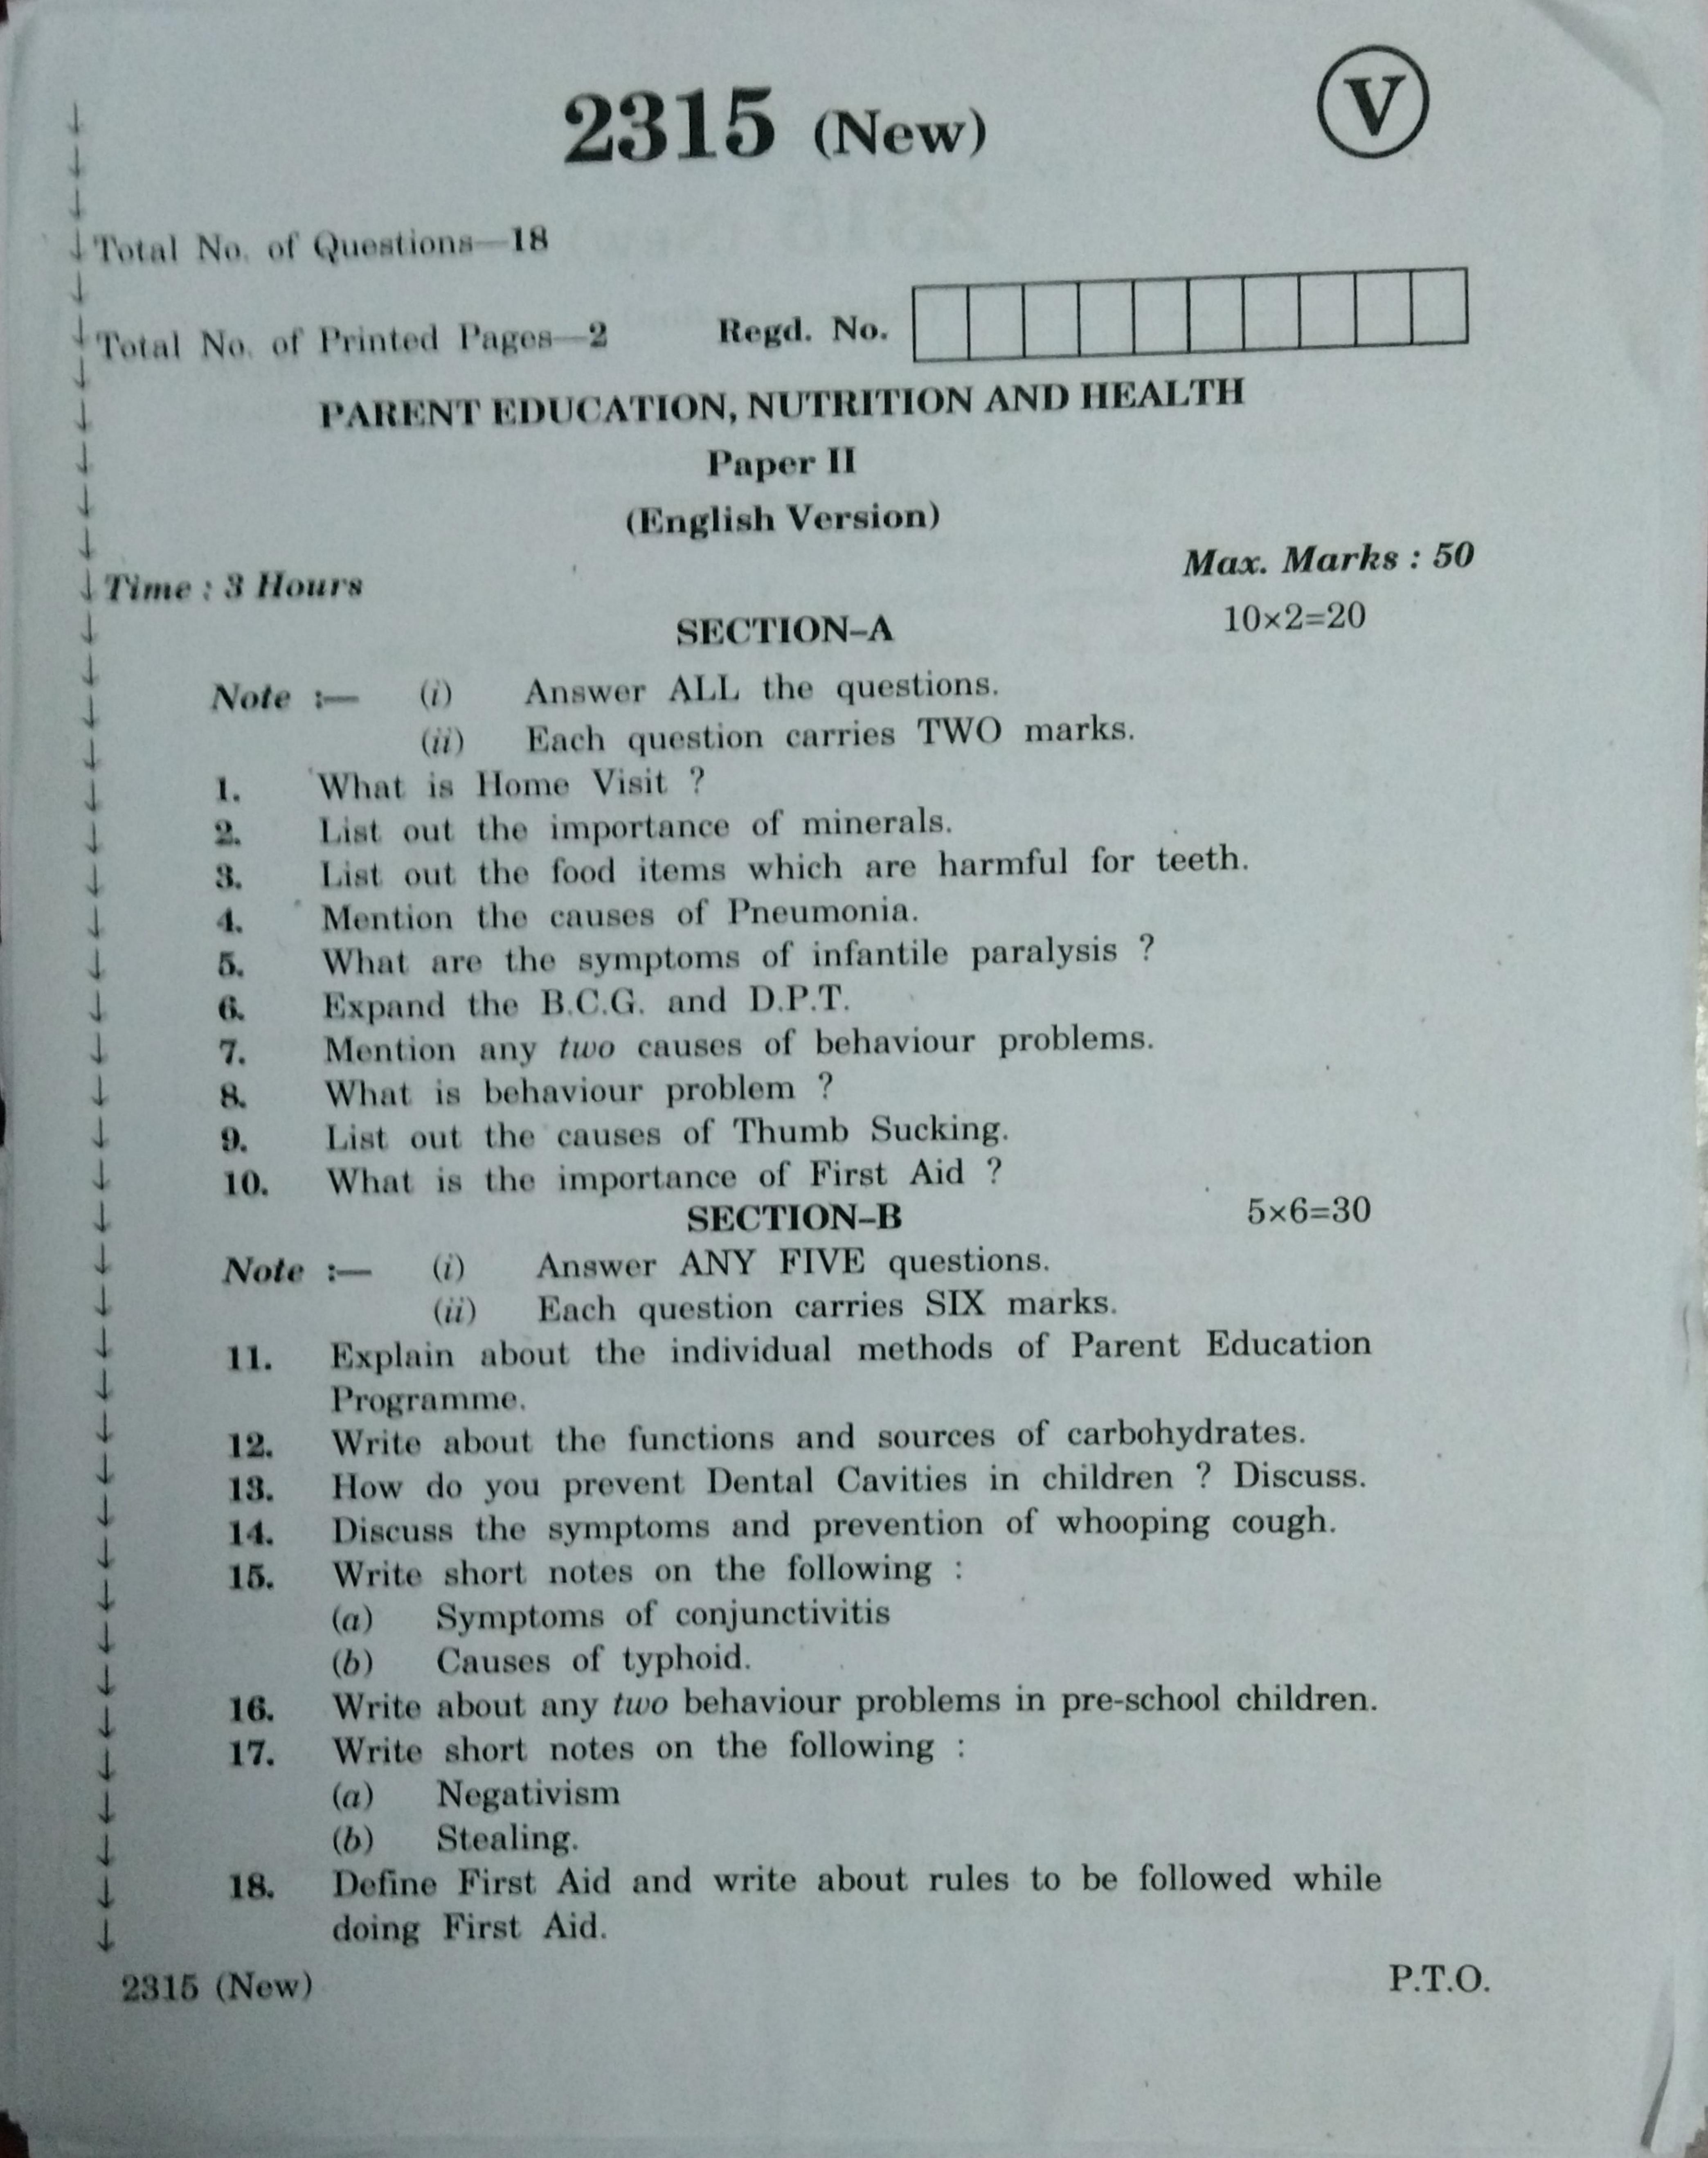 2315 (New)
V
Total No. of Questions—18
Total No. of Printed Pages—2 Regd. No.
PARENT EDUCATION, NUTRITION AND HEALTH
Paper II
(English Version)
Time : 3 Hours Max. Marks : 50
SECTION–A 10×2=20
Note :— (i) Answer ALL the questions.
(ii) Each question carries TWO marks.
1. What is Home Visit ?
2. List out the importance of minerals.
3. List out the food items which are harmful for teeth.
4. Mention the causes of Pneumonia.
5. What are the symptoms of infantile paralysis ?
6. Expand the B.C.G. and D.P.T.
7. Mention any two causes of behaviour problems.
8. What is behaviour problem ?
9. List out the causes of Thumb Sucking.
10. What is the importance of First Aid ?
SECTION–B 5×6=30
Note :— (i) Answer ANY FIVE questions.
(ii) Each question carries SIX marks.
11. Explain about the individual methods of Parent Education
Programme.
12. Write about the functions and sources of carbohydrates.
13. How do you prevent Dental Cavities in children ? Discuss.
14. Discuss the symptoms and prevention of whooping cough.
15. Write short notes on the following :
(a) Symptoms of conjunctivitis
(b) Causes of typhoid.
16. Write about any two behaviour problems in pre-school children.
17. Write short notes on the following :
(a) Negativism
(b) Stealing.
18. Define First Aid and write about rules to be followed while
doing First Aid.
2315 (New) P.T.O.